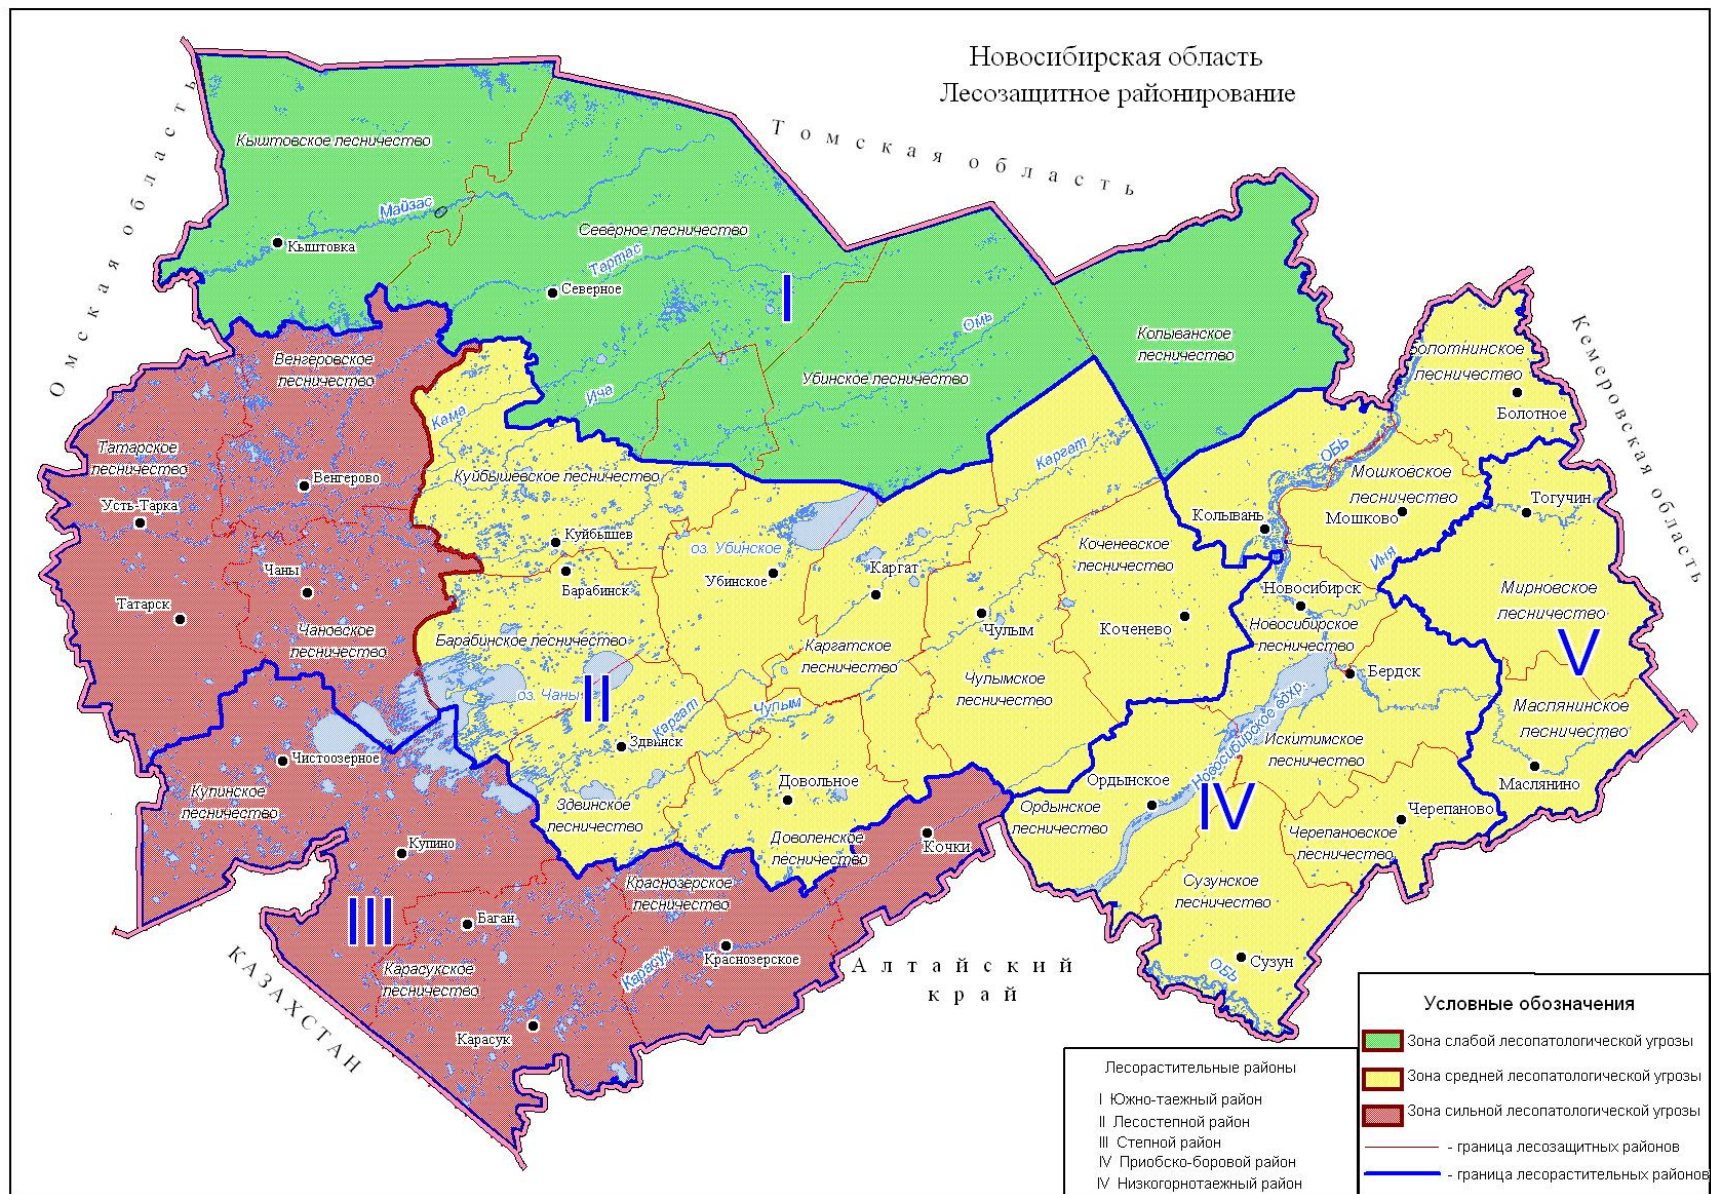 Новосибирская область
Лесозащитное районирование
Томская область
Омская область
Кемеровская область
Кыштовское лесничество
Майзас
Кыштовка
Северное лесничество
Тартас
Северное
I
Омь
Колыванское
лесничество
Убинское лесничество
Ича
Кама
Венгеровское
лесничество
Болотнинское
лесничество
Болотное
Татарское
лесничество
Венгерово
Усть-Тарка
Куйбышевское лесничество
Каргат
ОБЬ
Мошковское
лесничество
Мошково
Тогучин
Колывань
Куйбышев
оз. Убинское
Барабинск
Убинское
Каргат
Коченевское
лесничество
Иня
Чаны
Татарск
Чановское
лесничество
Барабинское лесничество
Каргатское
лесничество
Чулым
Коченево
Новосибирск
Новосибирское
лесничество
Мирновское
лесничество
V
Бердск
оз. Чаны
II
Каргат
Чулым
Чулымское
лесничество
Новосибирское вдхр.
Искитимское
лесничество
Маслянинское
лесничество
Маслянино
Здвинск
Чистоозерное
Купинское
лесничество
Здвинское
лесничество
Довольное
Доволенское
лесничество
Кочки
Ордынское
Ордынское
лесничество
IV
Черепаново
Черепановское
лесничество
Купино
III
Баган
Краснозерское
лесничество
Карасук
Краснозерское
Карасукское
лесничество
Карасук
Сузунское
лесничество
Сузун
ОБЬ
КАЗАХСТАН
Алтайский
край
Лесорастительные районы
I Южно-таежный район
II Лесостепной район
III Степной район
IV Приобско-боровой район
IV Низкогорнотаежный район
Условные обозначения
Зона слабой лесопатологической угрозы
Зона средней лесопатологической угрозы
Зона сильной лесопатологической угрозы
- граница лесозащитных районов
- граница лесорастительных районов